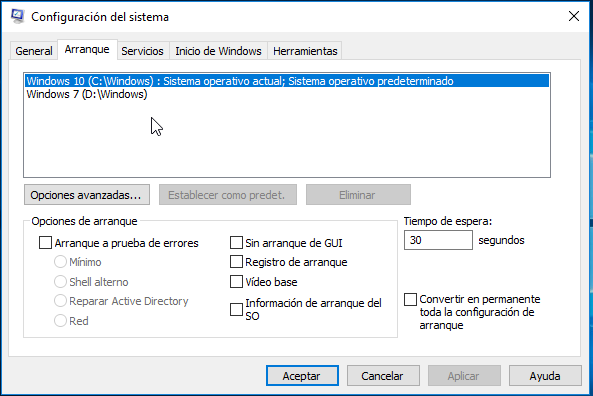 Configuración del sistema
General Arranque Servicios Inicio de Windows Herramientas
Windows 10 (C:\Windows) : Sistema operativo actual; Sistema operativo predeterminado
Windows 7 (D:\Windows)
Opciones avanzadas... Establecer como predet. Eliminar
Opciones de arranque
Arranque a prueba de errores
Mínimo
Shell alterno
Reparar Active Directory
Red
Sin arranque de GUI
Registro de arranque
Vídeo base
Información de arranque del
SO
Tiempo de espera:
30 segundos
Convertir en permanente
toda la configuración de
arranque
Aceptar Cancelar Aplicar Ayuda